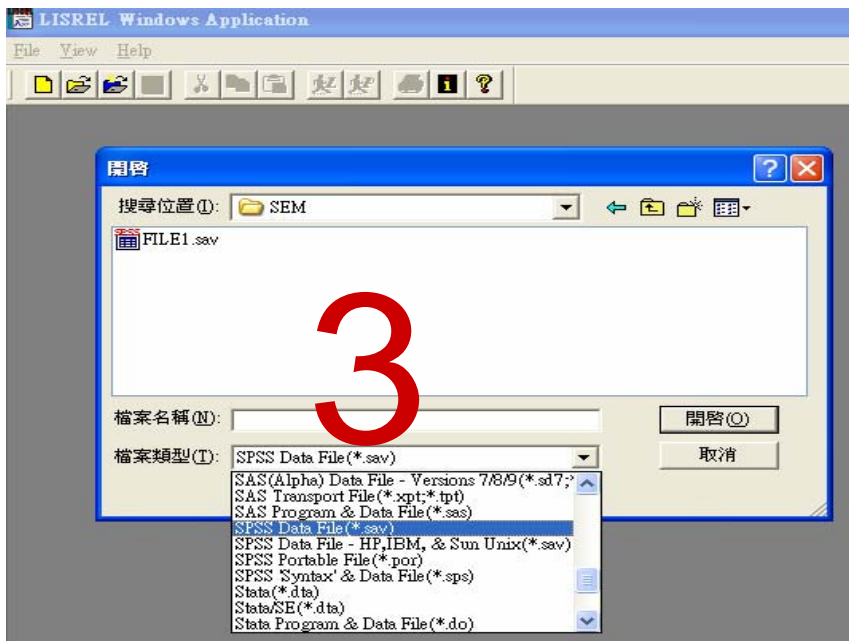 LISREL Windows Application
File View Help
開啓
搜尋位置(I): SEM
FILE1.sav
3
檔案名稱(N):
開啓(O)
檔案類型(T): SPSS Data File(*.sav)
取消
SAS(Alpha) Data File - Versions 7/8/9(*.sd7;*
SAS Transport File(*.xpt;*.tpt)
SAS Program & Data File(*.sas)
SPSS Data File(*.sav)
SPSS Data File - HP,IBM, & Sun Unix(*.sav)
SPSS Portable File(*.por)
SPSS 'Syntax' & Data File(*.sps)
Stata(*.dta)
Stata/SE(*.dta)
Stata Program & Data File(*.do)